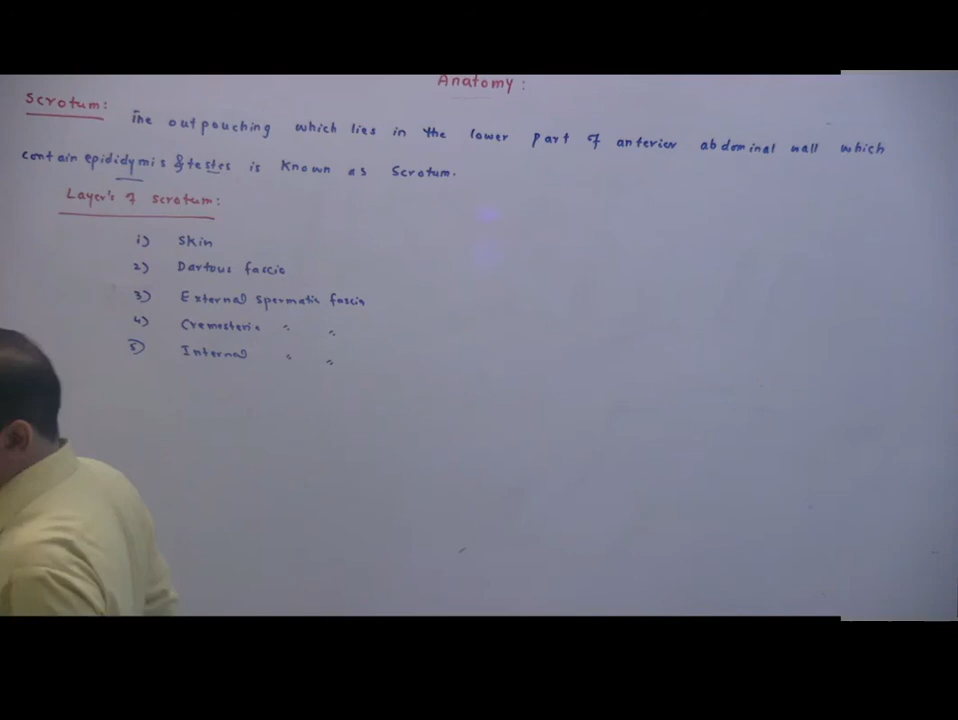 Anatomy:
Scrotum: The outpouching which lies in the lower part of anterior abdominal wall which
contain epididymis & testes is known as Scrotum.
Layer's of scrotum:
1) Skin
2) Dartous fascia
3) External spermatic fascia
4) Cremesteric " "
5) Internal " "